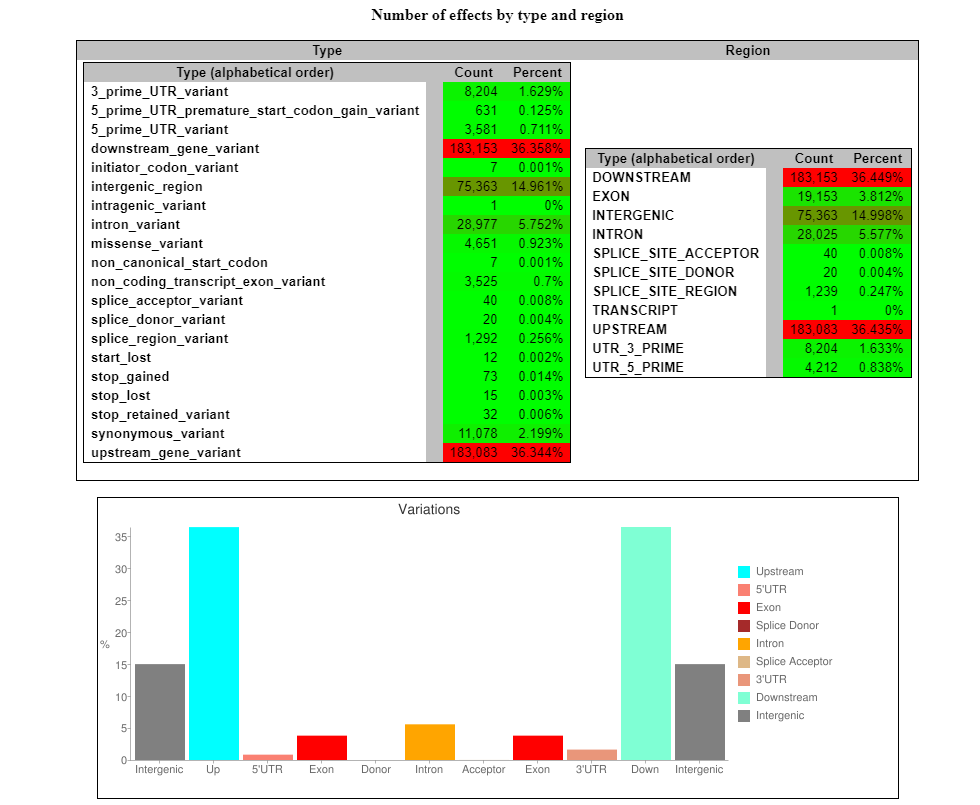 Number of effects by type and region
Type Region
Type (alphabetical order) Count Percent
3_prime_UTR_variant 8,204 1.629%
5_prime_UTR_premature_start_codon_gain_variant 631 0.125%
5_prime_UTR_variant 3,581 0.711%
downstream_gene_variant 183,153 36.358%
initiator_codon_variant 7 0.001%
intergenic_region 75,363 14.961%
intragenic_variant 1 0%
intron_variant 28,977 5.752%
missense_variant 4,651 0.923%
non_canonical_start_codon 7 0.001%
non_coding_transcript_exon_variant 3,525 0.7%
splice_acceptor_variant 40 0.008%
splice_donor_variant 20 0.004%
splice_region_variant 1,292 0.256%
start_lost 12 0.002%
stop_gained 73 0.014%
stop_lost 15 0.003%
stop_retained_variant 32 0.006%
synonymous_variant 11,078 2.199%
upstream_gene_variant 183,083 36.344%
Type (alphabetical order) Count Percent
DOWNSTREAM 183,153 36.449%
EXON 19,153 3.812%
INTERGENIC 75,363 14.998%
INTRON 28,025 5.577%
SPLICE_SITE_ACCEPTOR 40 0.008%
SPLICE_SITE_DONOR 20 0.004%
SPLICE_SITE_REGION 1,239 0.247%
TRANSCRIPT 1 0%
UPSTREAM 183,083 36.435%
UTR_3_PRIME 8,204 1.633%
UTR_5_PRIME 4,212 0.838%
Variations
%
35
30
25
20
15
10
5
0
Intergenic Up 5'UTR Exon Donor Intron Acceptor Exon 3'UTR Down Intergenic
Upstream
5'UTR
Exon
Splice Donor
Intron
Splice Acceptor
3'UTR
Downstream
Intergenic